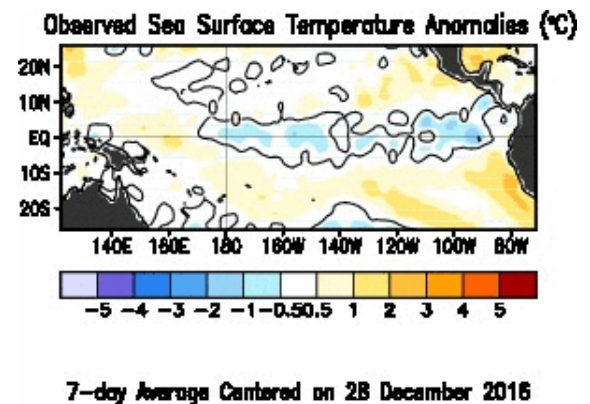 Observed Sea Surface Temperature Anomalies (°C)
20N
10N
EQ
10S
20S
140E 160E 180 160W 140W 120W 100W 80W
-5 -4 -3 -2 -1 -0.5 0.5 1 2 3 4 5
7-day Average Centered on 28 December 2016